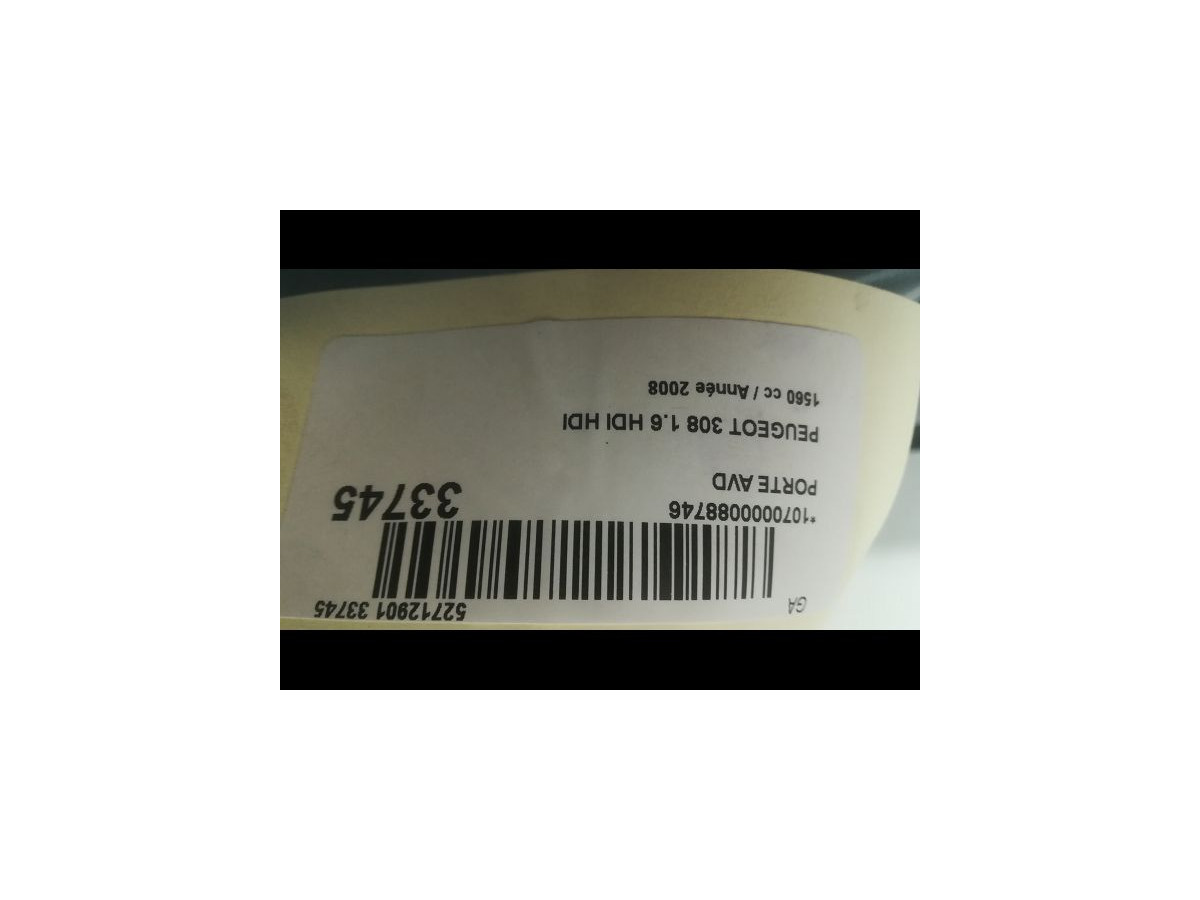 GA 52712901 33745
*1070000088746 33745
PORTE AVD
PEUGEOT 308 1.6 HDI HDI
1560 cc / Année 2008